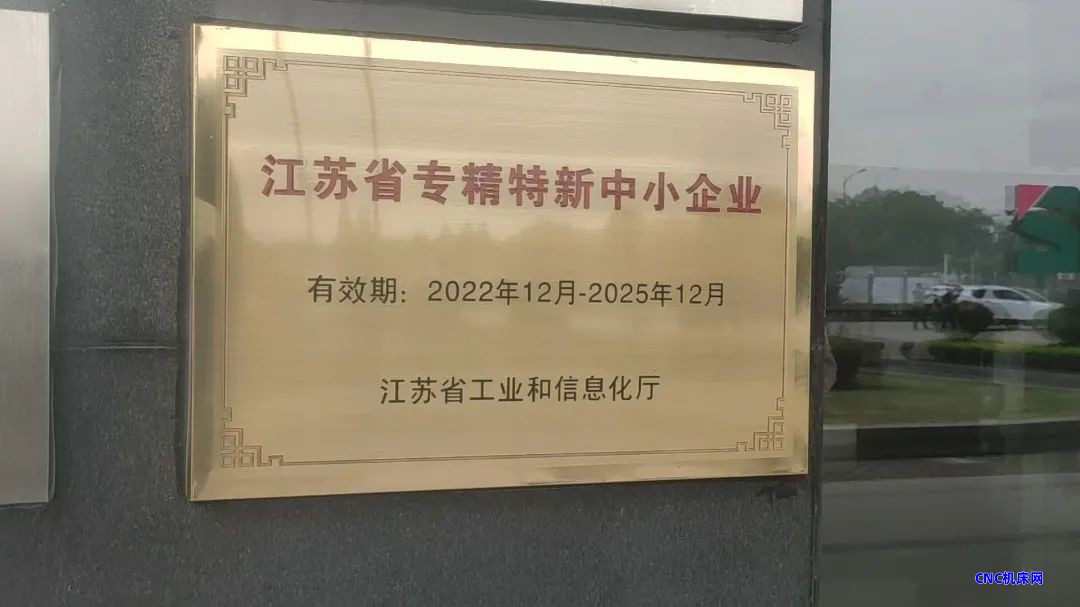 江苏省专精特新中小企业
有效期：2022年12月-2025年12月
江苏省工业和信息化厅
CNC机床网